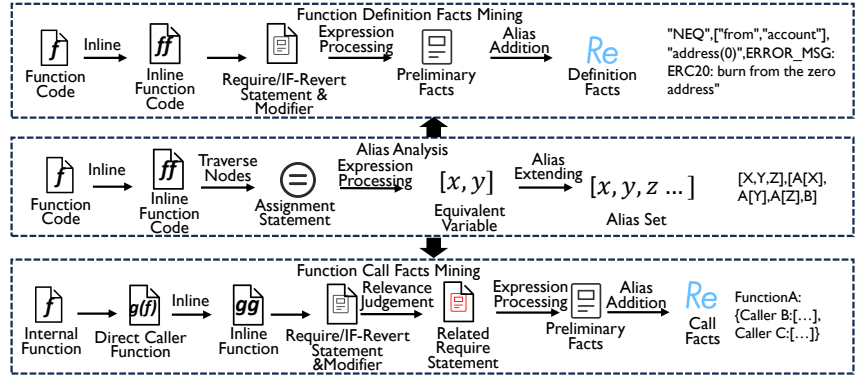 Function Definition Facts Mining
f
Function
Code
Inline
ff
Inline
Function
Code
Require/IF-Revert
Statement &
Modifier
Expression
Processing
Preliminary
Facts
Alias
Addition
Re
Definition
Facts
"NEQ",["from","account"],
"address(0)",ERROR_MSG:
ERC20: burn from the zero
address"
Alias Analysis
f
Function
Code
Inline
ff
Inline
Function
Code
Traverse
Nodes
Assignment
Statement
Expression
Processing
[x, y]
Equivalent
Variable
Alias
Extending
[x, y, z ... ]
Alias Set
[X,Y,Z],[A[X],
A[Y],A[Z],B]
Function Call Facts Mining
f
Internal
Function
g(f)
Direct Caller
Function
Inline
gg
Inline
Function
Require/IF-Revert
Statement
&Modifier
Relevance
Judgement
Related
Require
Statement
Expression
Processing
Preliminary
Facts
Alias
Addition
Re
Call
Facts
FunctionA:
{Caller B:[...],
Caller C:[...]}